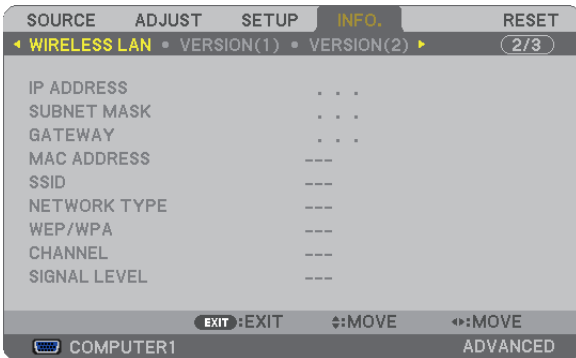 SOURCE ADJUST SETUP INFO. RESET
WIRELESS LAN • VERSION(1) • VERSION(2) 2/3
IP ADDRESS . . .
SUBNET MASK . . .
GATEWAY . . .
MAC ADDRESS ---
SSID ---
NETWORK TYPE ---
WEP/WPA ---
CHANNEL ---
SIGNAL LEVEL ---
EXIT :EXIT :MOVE :MOVE
COMPUTER1 ADVANCED